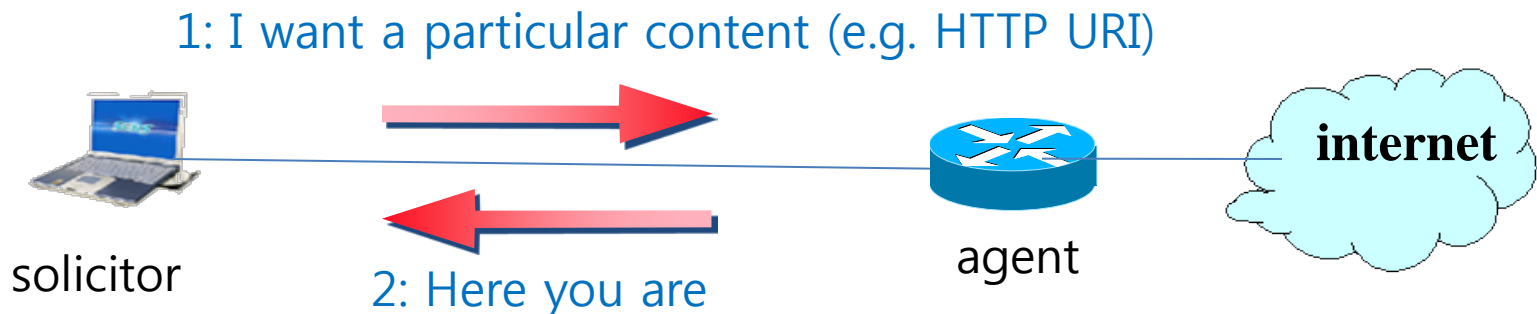 1: I want a particular content (e.g. HTTP URI)
internet
agent
solicitor
2: Here you are